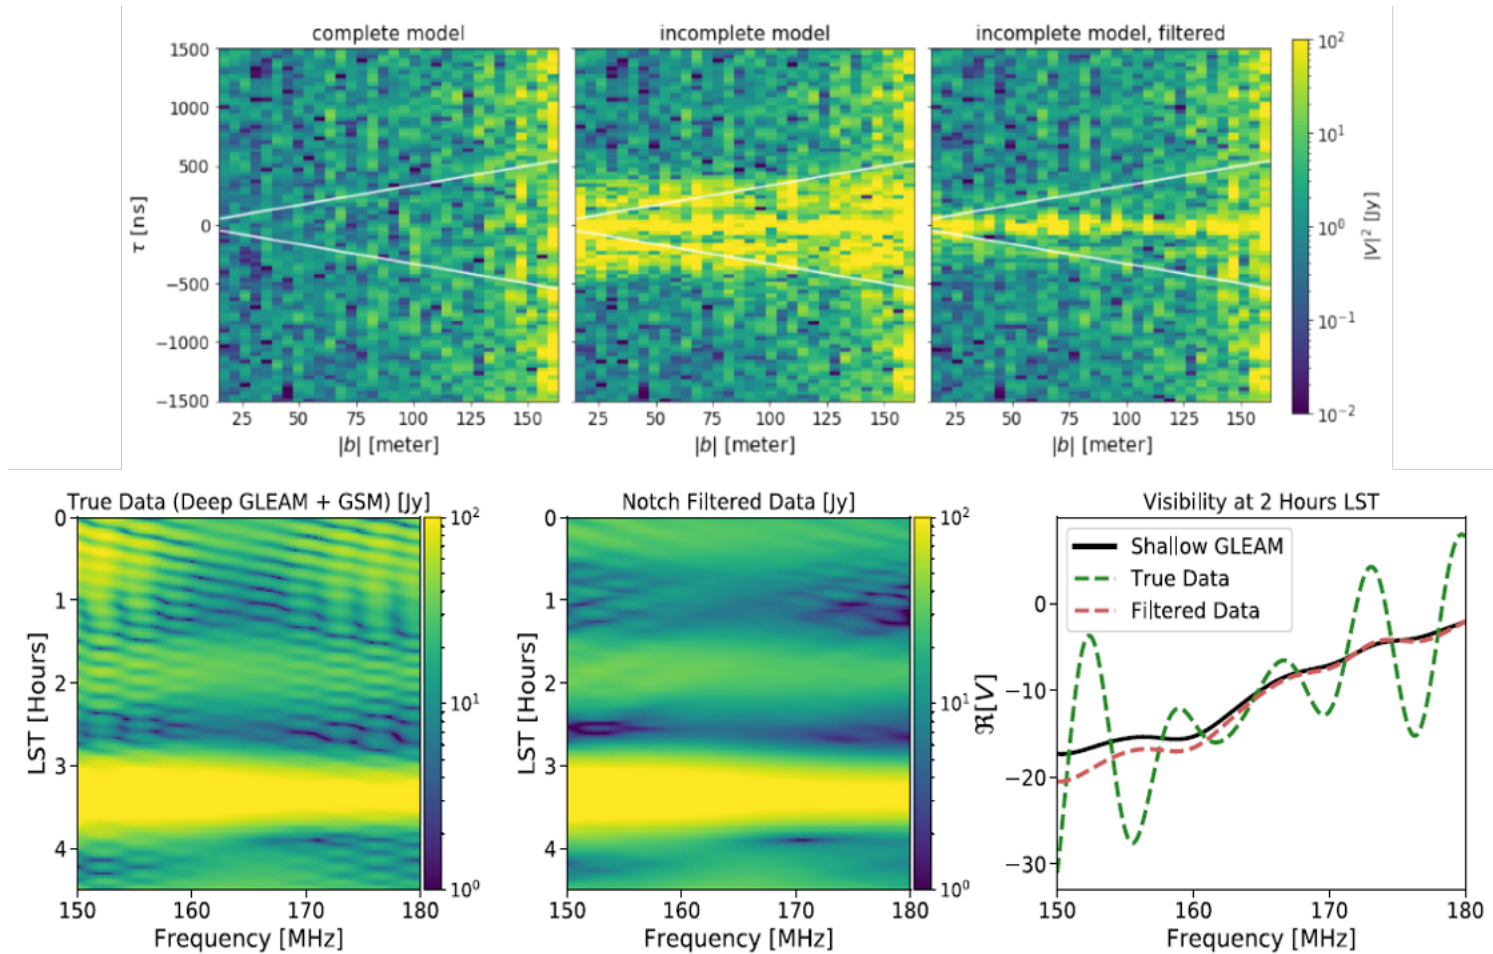 complete model
incomplete model
incomplete model, filtered
1500
1000
500
0
−500
−1000
−1500
τ [ns]
25 50 75 100 125 150
25 50 75 100 125 150
25 50 75 100 125 150
|b| [meter]
|b| [meter]
|b| [meter]
10²
10¹
10⁰
10⁻¹
10⁻²
|V|² [Jy]
True Data (Deep GLEAM + GSM) [Jy]
0
1
2
3
4
LST [Hours]
150 160 170 180
Frequency [MHz]
10²
10¹
10⁰
Notch Filtered Data [Jy]
0
1
2
3
4
LST [Hours]
150 160 170 180
Frequency [MHz]
10²
10¹
10⁰
Visibility at 2 Hours LST
Shallow GLEAM
True Data
Filtered Data
0
−10
−20
−30
ℜ[V]
150 160 170 180
Frequency [MHz]